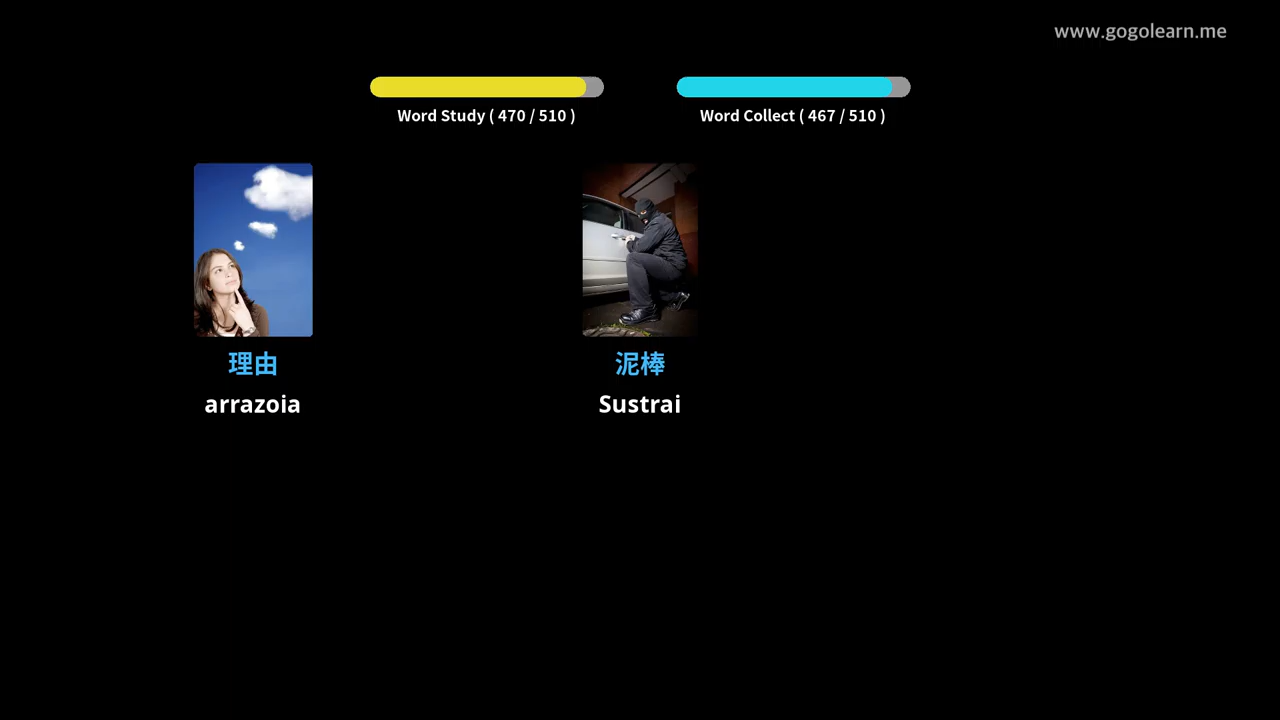 www.gogolearn.me
Word Study ( 470 / 510 )
Word Collect ( 467 / 510 )
理由
泥棒
arrazoia
Sustrai